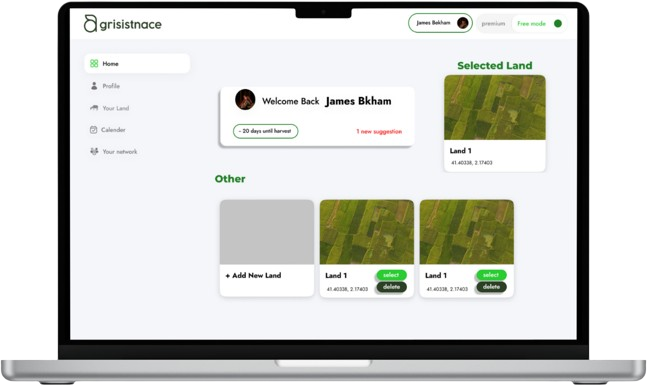 agrisistnace
James Bekham
premium
Free mode
Home
Profile
Your Land
Calender
Your network
Selected Land
Land 1
41.40338, 2.17403
Welcome Back James Bkham
- 20 days until harvest
1 new suggestion
Other
+ Add New Land
Land 1
select
41.40338, 2.17403
delete
Land 1
select
41.40338, 2.17403
delete